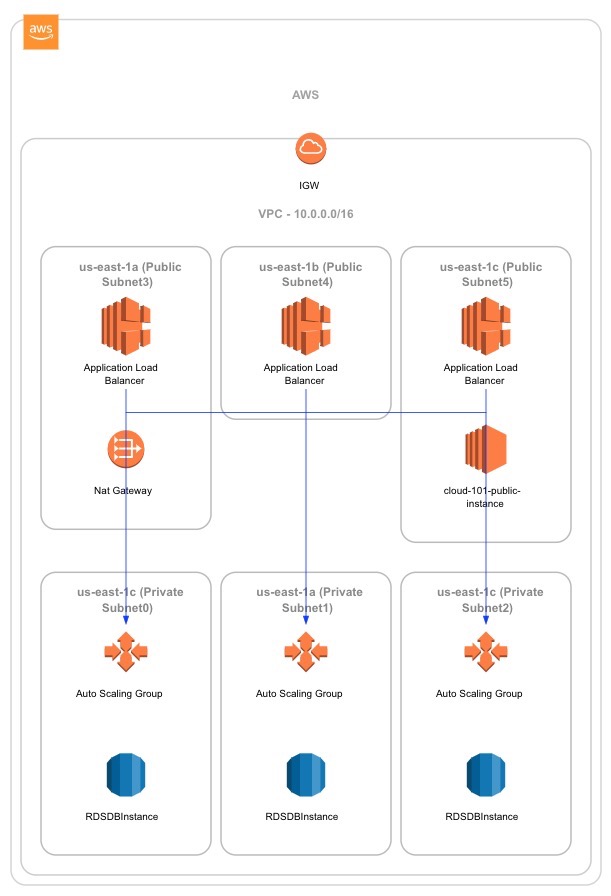 aws
AWS
IGW
VPC - 10.0.0.0/16
us-east-1a (Public
Subnet3)
us-east-1b (Public
Subnet4)
us-east-1c (Public
Subnet5)
Application Load
Balancer
Application Load
Balancer
Application Load
Balancer
Nat Gateway
cloud-101-public-
instance
us-east-1c (Private
Subnet0)
us-east-1a (Private
Subnet1)
us-east-1c (Private
Subnet2)
Auto Scaling Group
Auto Scaling Group
Auto Scaling Group
RDSDBInstance
RDSDBInstance
RDSDBInstance